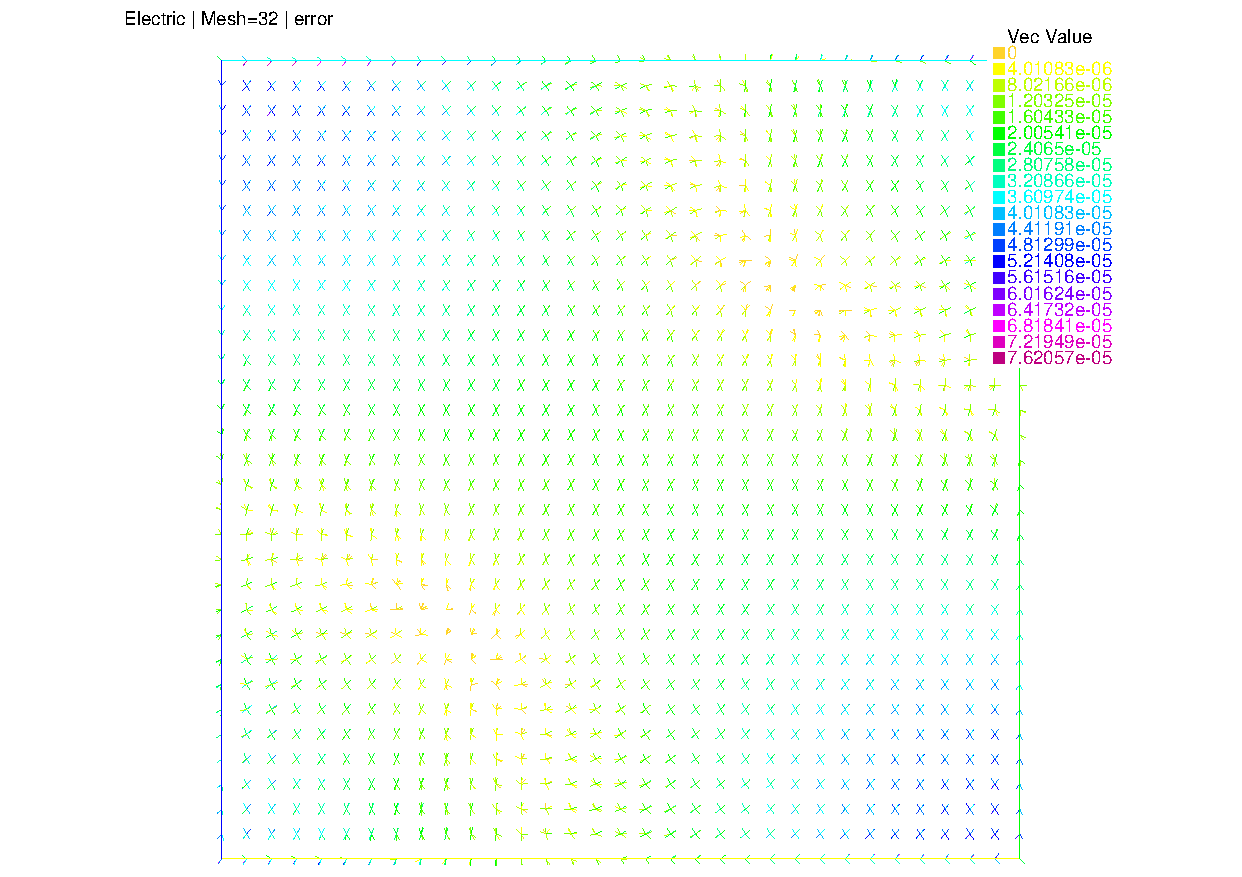 Electric | Mesh=32 | error
Vec Value
0
4.01083e-06
8.02166e-06
1.20325e-05
1.60433e-05
2.00541e-05
2.4065e-05
2.80758e-05
3.20866e-05
3.60974e-05
4.01083e-05
4.41191e-05
4.81299e-05
5.21408e-05
5.61516e-05
6.01624e-05
6.41732e-05
6.81841e-05
7.21949e-05
7.62057e-05